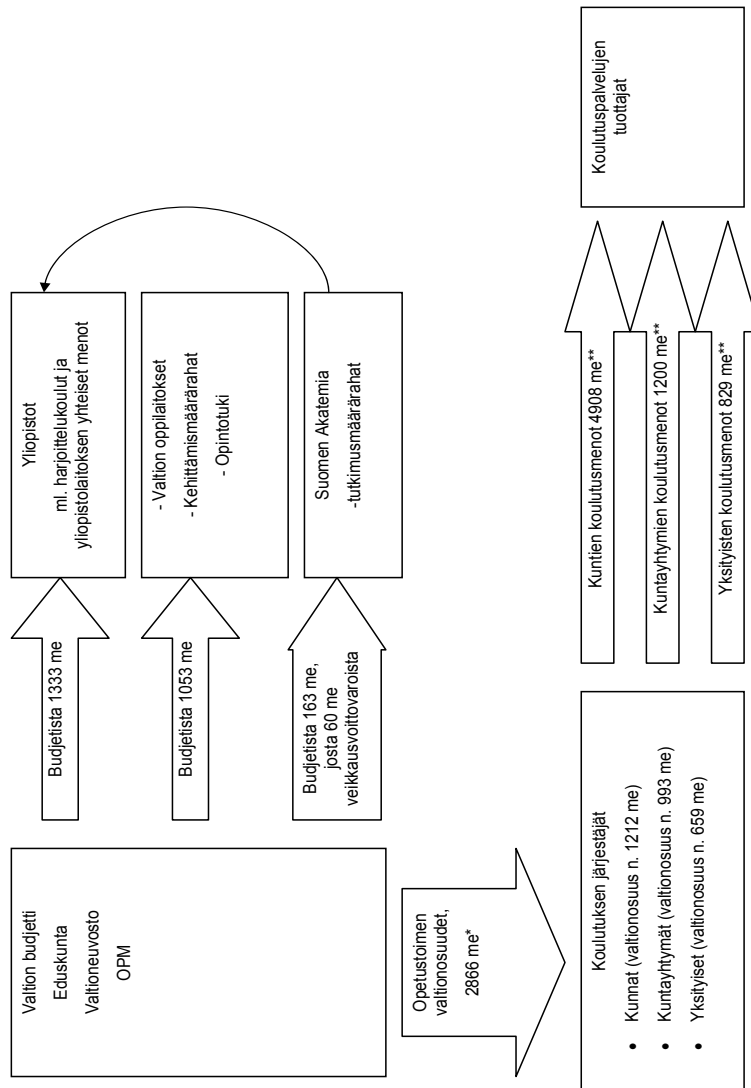 Valtion budjetti
Eduskunta
Valtioneuvosto
OPM
Budjetista 1333 me
Budjetista 1053 me
Budjetista 163 me,
josta 60 me
veikkausvoittovaroista
Yliopistot
ml. harjoittelukoulut ja
yliopistolaitoksen yhteiset menot
- Valtion oppilaitokset
- Kehittämismäärärahat
- Opintotuki
Suomen Akatemia
-tutkimusmäärärahat
Opetustoimen
valtionosuudet,
2866 me*
Koulutuksen järjestäjät
• Kunnat (valtionosuus n. 1212 me)
• Kuntayhtymät (valtionosuus n. 993 me)
• Yksityiset (valtionosuus n. 659 me)
Kuntien koulutusmenot 4908 me**
Kuntayhtymien koulutusmenot 1200 me**
Yksityisten koulutusmenot 829 me**
Koulutuspalvelujen
tuottajat